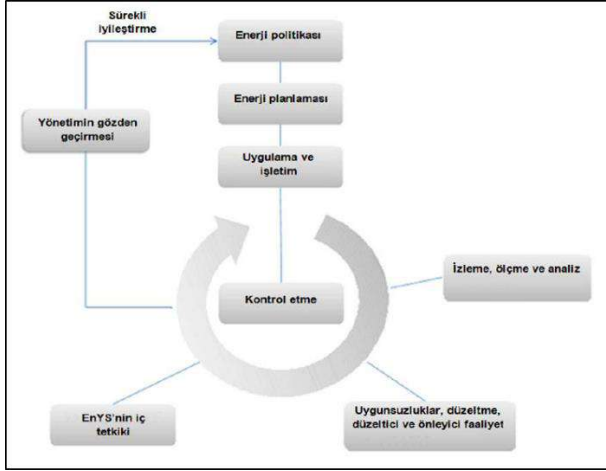 Sürekli
iyileştirme
Enerji politikası
Enerji planlaması
Yönetimin gözden
geçirmesi
Uygulama ve
işletim
İzleme, ölçme ve analiz
Kontrol etme
EnYS'nin iç
tetkiki
Uygunsuzluklar, düzeltme,
düzeltici ve önleyici faaliyet